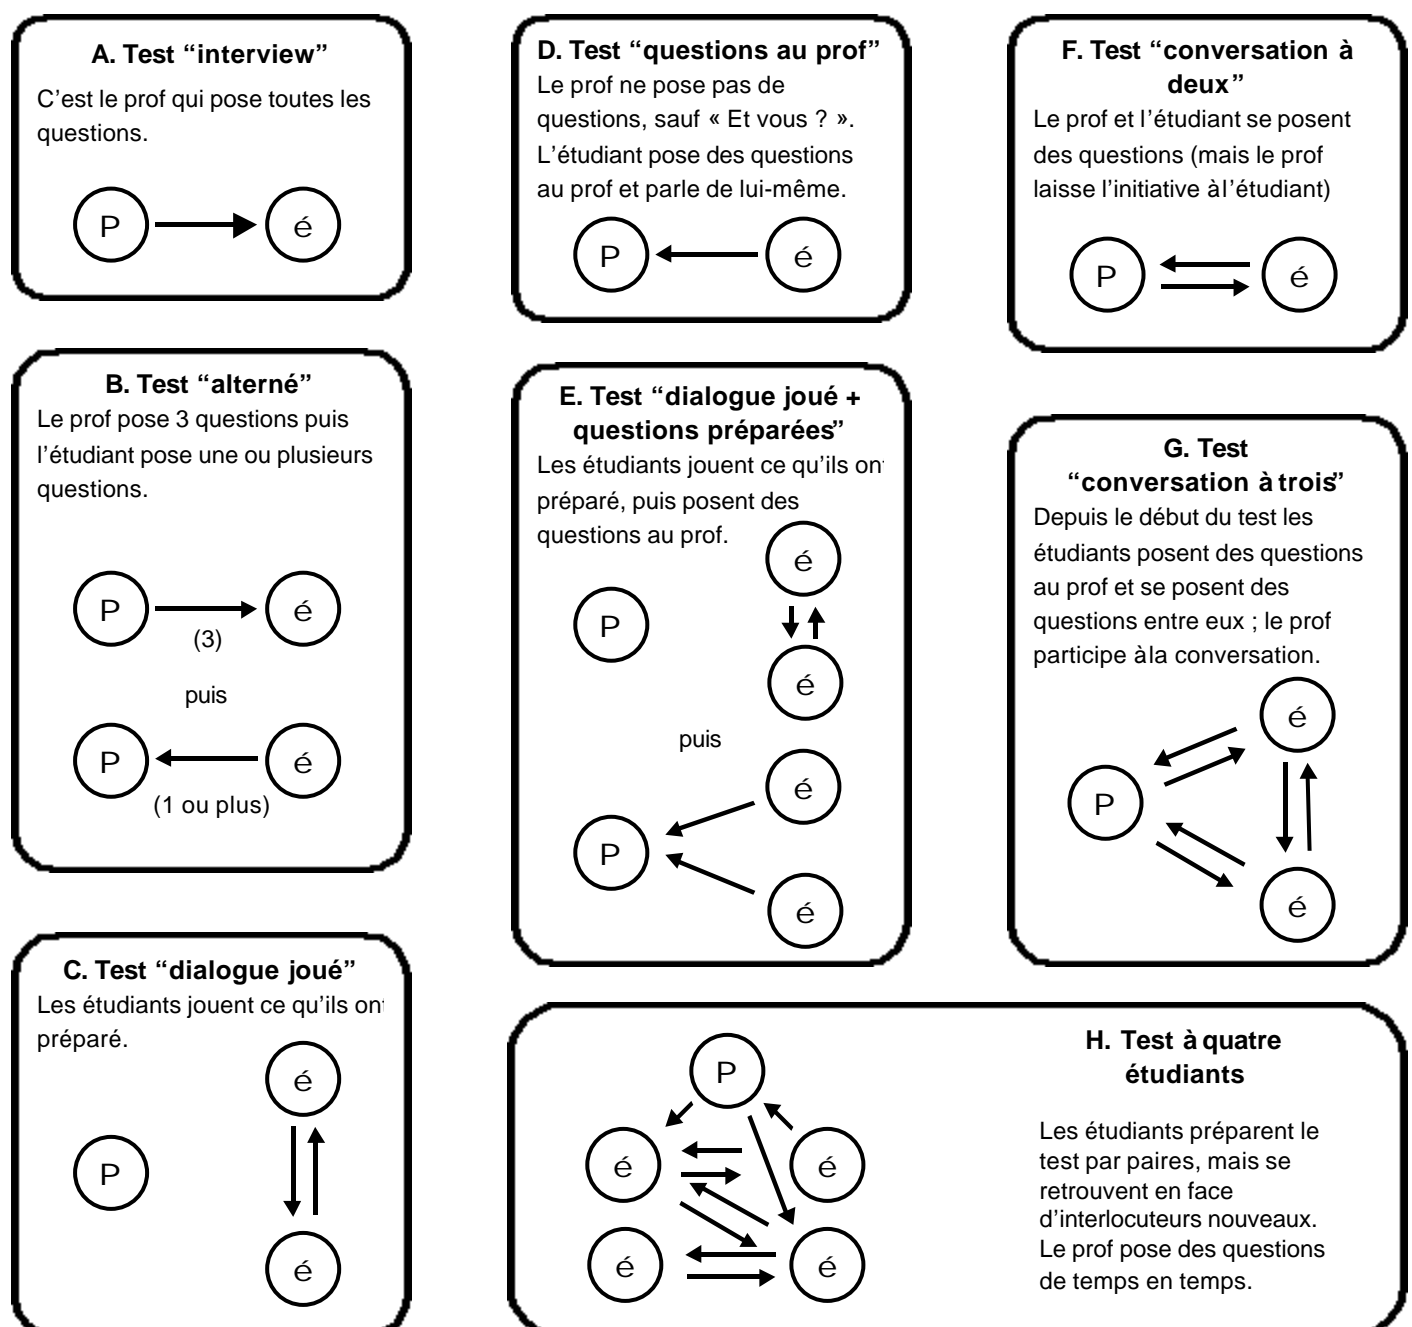 A. Test “interview”
C’est le prof qui pose toutes les
questions.
P
é
B. Test “alterné”
Le prof pose 3 questions puis
l’étudiant pose une ou plusieurs
questions.
P
é
(3)
puis
P
é
(1 ou plus)
C. Test “dialogue joué”
Les étudiants jouent ce qu’ils ont
préparé.
é
P
é
D. Test “questions au prof”
Le prof ne pose pas de
questions, sauf « Et vous ? ».
L’étudiant pose des questions
au prof et parle de lui-même.
P
é
E. Test “dialogue joué +
questions préparées”
Les étudiants jouent ce qu’ils ont
préparé, puis posent des
questions au prof.
é
P
é
puis
é
P
é
F. Test “conversation à
deux”
Le prof et l’étudiant se posent
des questions (mais le prof
laisse l’initiative à l’étudiant)
P
é
G. Test
“conversation à trois”
Depuis le début du test les
étudiants posent des questions
au prof et se posent des
questions entre eux ; le prof
participe à la conversation.
é
P
é
P
é
é
é
é
H. Test à quatre
étudiants
Les étudiants préparent le
test par paires, mais se
retrouvent en face
d’interlocuteurs nouveaux.
Le prof pose des questions
de temps en temps.